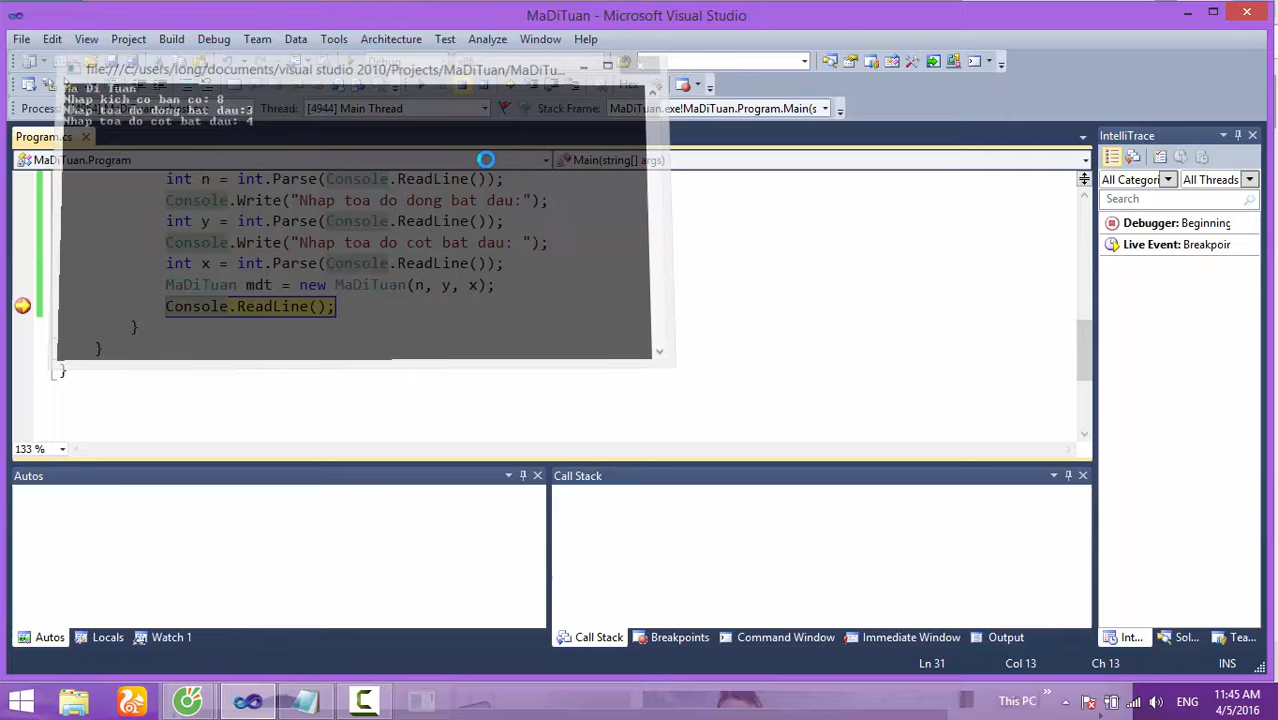 MaDiTuan - Microsoft Visual Studio
File Edit View Project Build Debug Team Data Tools Architecture Test Analyze Window Help
file:///c:/users/long/documents/visual studio 2010/Projects/MaDiTuan/MaDiTu...
Ma Di Tuan
Nhap kich co ban co: 8
Nhap toa do dong bat dau:3
Nhap toa do cot bat dau: 4
Thread: [4944] Main Thread Stack Frame: MaDiTuan.exe!MaDiTuan.Program.Main(s
Program.cs
MaDiTuan.Program Main(string[] args)
int n = int.Parse(Console.ReadLine());
Console.Write("Nhap toa do dong bat dau:");
int y = int.Parse(Console.ReadLine());
Console.Write("Nhap toa do cot bat dau: ");
int x = int.Parse(Console.ReadLine());
MaDiTuan mdt = new MaDiTuan(n, y, x);
Console.ReadLine();
}
}
}
133 %
IntelliTrace
All Categori All Threads
Search
Debugger: Beginning
Live Event: Breakpoir
Autos
Call Stack
Autos Locals Watch 1
Call Stack Breakpoints Command Window Immediate Window Output
Int... Sol... Tea...
Ln 31 Col 13 Ch 13 INS
This PC
ENG
11:45 AM
4/5/2016